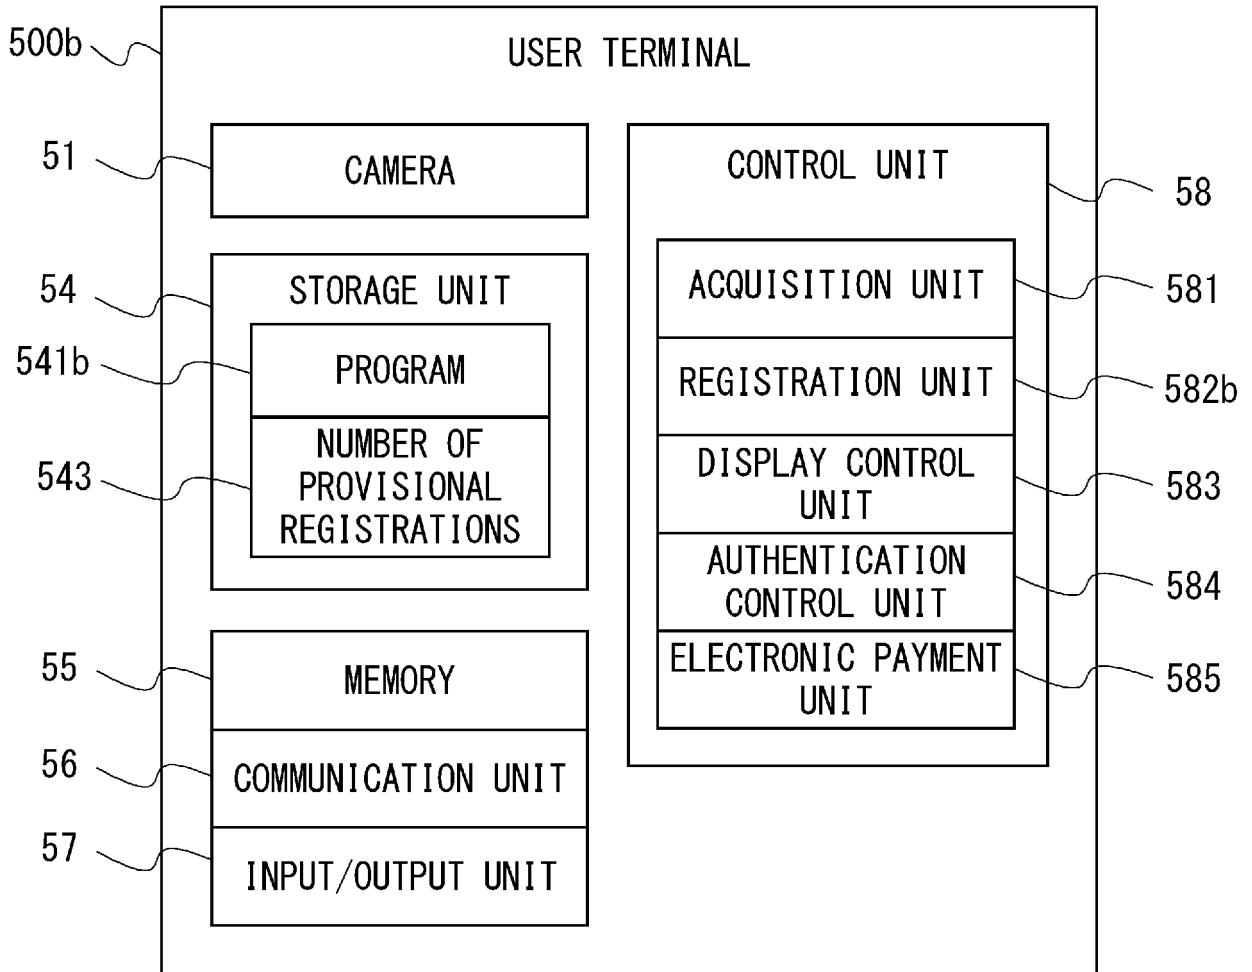 500b
USER TERMINAL
51
CAMERA
54
STORAGE UNIT
541b
PROGRAM
543
NUMBER OF
PROVISIONAL
REGISTRATIONS
55
MEMORY
56
COMMUNICATION UNIT
57
INPUT/OUTPUT UNIT
CONTROL UNIT
58
ACQUISITION UNIT
581
REGISTRATION UNIT
582b
DISPLAY CONTROL
UNIT
583
AUTHENTICATION
CONTROL UNIT
584
ELECTRONIC PAYMENT
UNIT
585